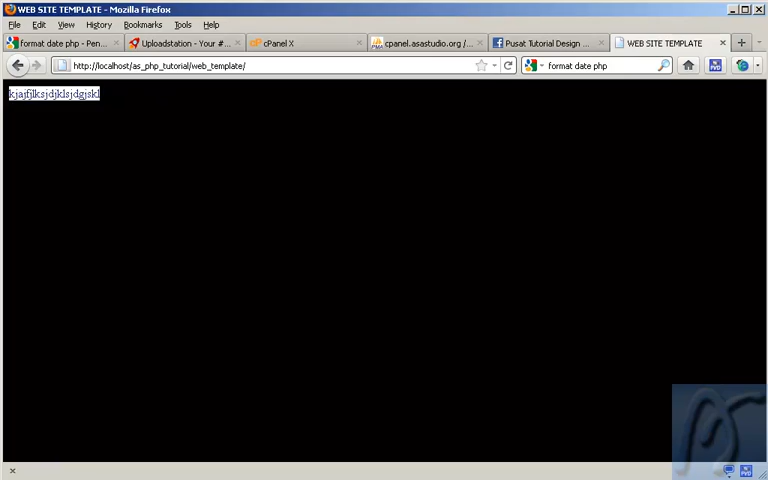 WEB SITE TEMPLATE - Mozilla Firefox
File Edit View History Bookmarks Tools Help
format date php - Pen... Uploadstation - Your #... cPanel X cpanel.asastudio.org / ... Pusat Tutorial Design ... WEB SITE TEMPLATE
http://localhost/as_php_tutorial/web_template/ format date php
kjajfjlksjdjklsjdgjskl